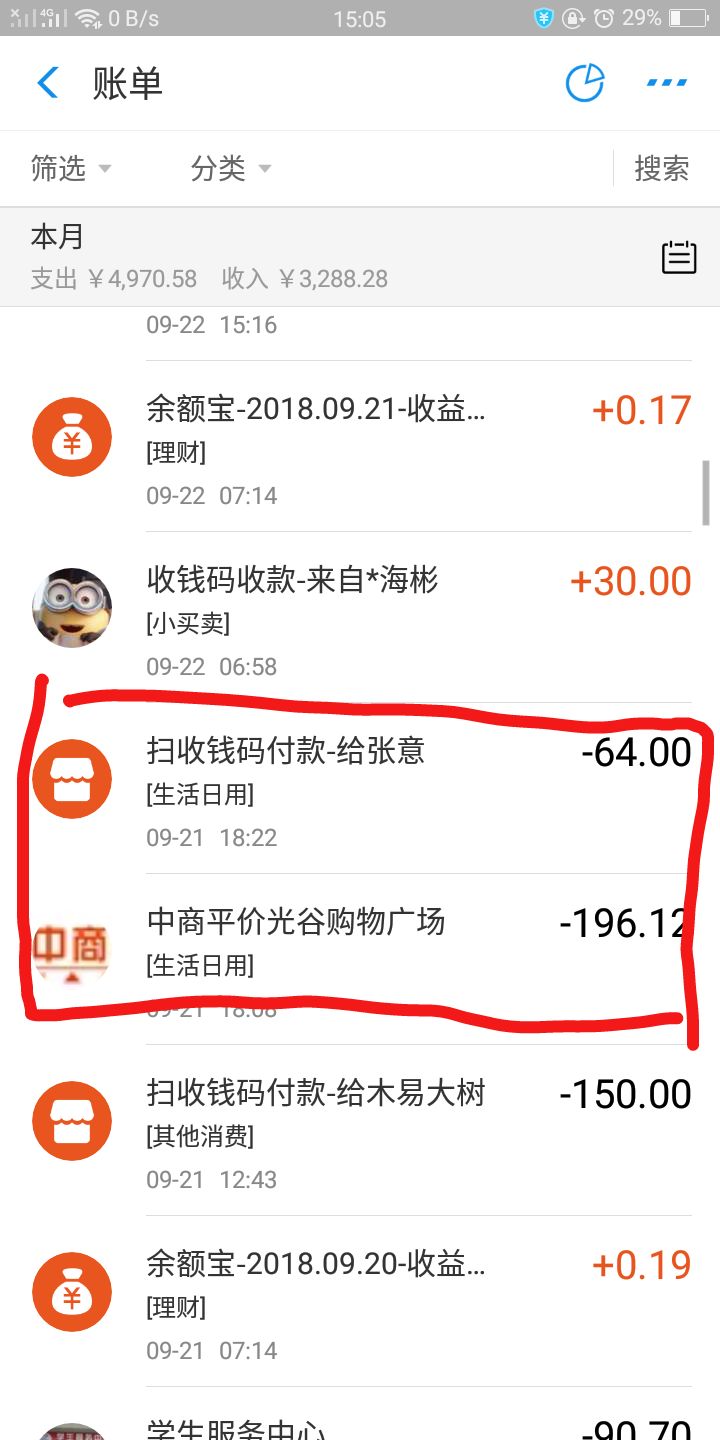 4G 0 B/s 15:05 29%
账单
筛选 分类 搜索
本月
支出 ￥4,970.58 收入 ￥3,288.28
09-22 15:16
余额宝-2018.09.21-收益... +0.17
[理财]
09-22 07:14
收钱码收款-来自*海彬 +30.00
[小买卖]
09-22 06:58
扫收钱码付款-给张意 -64.00
[生活日用]
09-21 18:22
中商
中商平价光谷购物广场 -196.12
[生活日用]
09-21 18:08
扫收钱码付款-给木易大树 -150.00
[其他消费]
09-21 12:43
余额宝-2018.09.20-收益... +0.19
[理财]
09-21 07:14
学生服务中心 -90.70